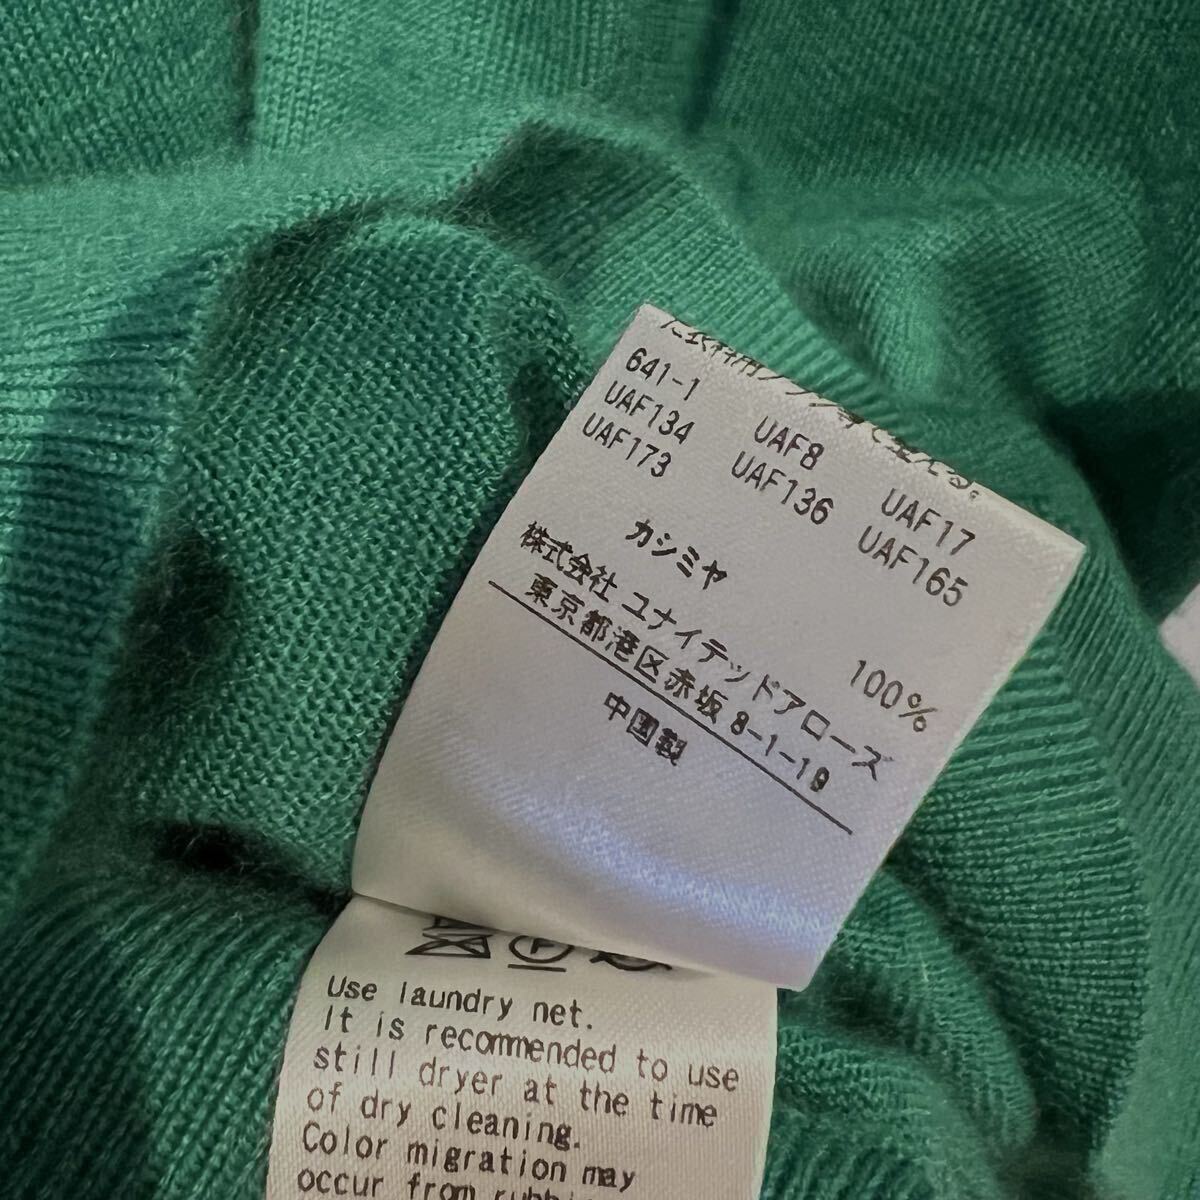 641-1 UAF8 UAF17
UAF134 UAF136 UAF165
UAF173
カシミヤ 100%
株式会社 ユナイテッドアローズ
東京都港区赤坂 8-1-19
中国製
Use laundry net.
It is recommended to use
still dryer at the time
of dry cleaning.
Color migration may
occur from